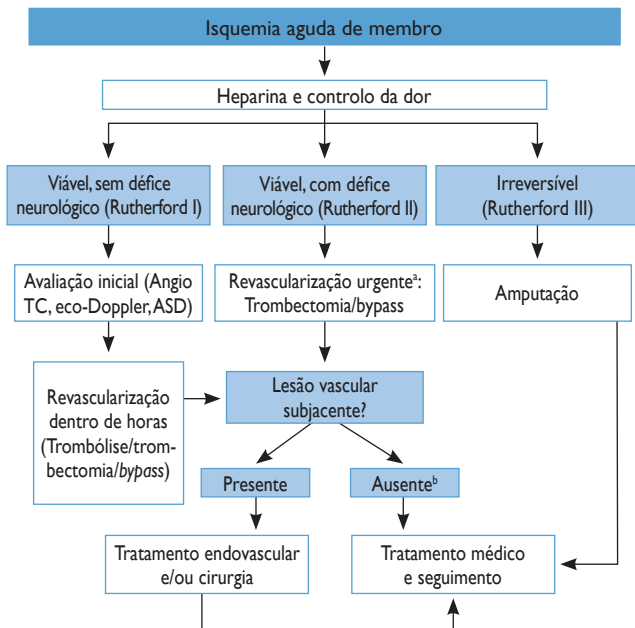 Isquemia aguda de membro
Heparina e controlo da dor
Viável, sem défice
neurológico (Rutherford I)
Viável, com défice
neurológico (Rutherford II)
Irreversível
(Rutherford III)
Avaliação inicial (Angio
TC, eco-Doppler, ASD)
Revascularização urgenteª:
Trombectomia/bypass
Amputação
Revascularização
dentro de horas
(Trombólise/trom-
bectomia/bypass)
Lesão vascular
subjacente?
Presente
Ausenteᵇ
Tratamento endovascular
e/ou cirurgia
Tratamento médico
e seguimento